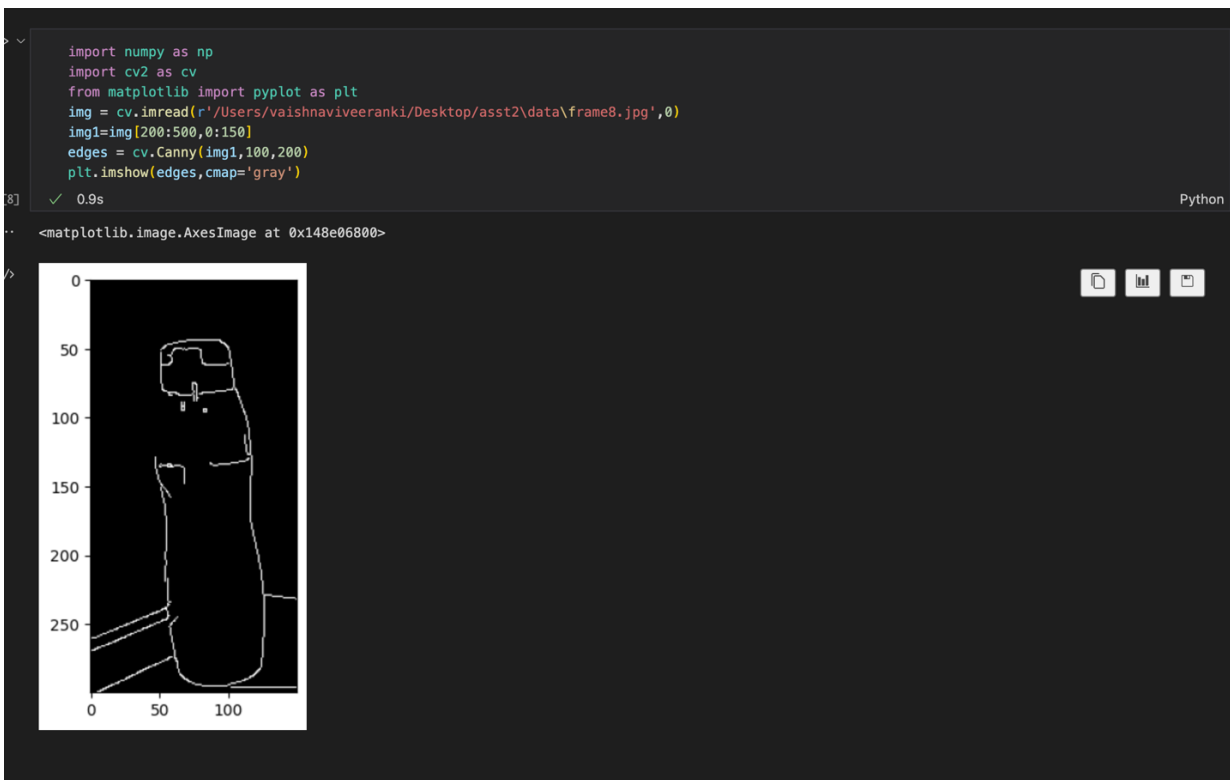 import numpy as np
import cv2 as cv
from matplotlib import pyplot as plt
img = cv.imread(r'/Users/vaishnaviveeranki/Desktop/asst2\data\frame8.jpg',0)
img1=img[200:500,0:150]
edges = cv.Canny(img1,100,200)
plt.imshow(edges,cmap='gray')
[8]
✓ 0.9s
Python
<matplotlib.image.AxesImage at 0x148e06800>
0
50
100
150
200
250
0 50 100